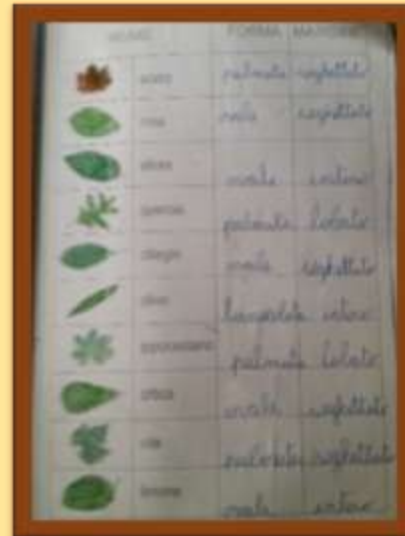 NOME FORMA MARGINE
acero palmata seghettato
rosa ovale seghettato
ovale intero
quercia palmata lobato
ciliegio ovale seghettato
olivo lanceolata intero
ippocastano palmata lobato
ortica ovale seghettato
vite palmata seghettato
limone ovale intero